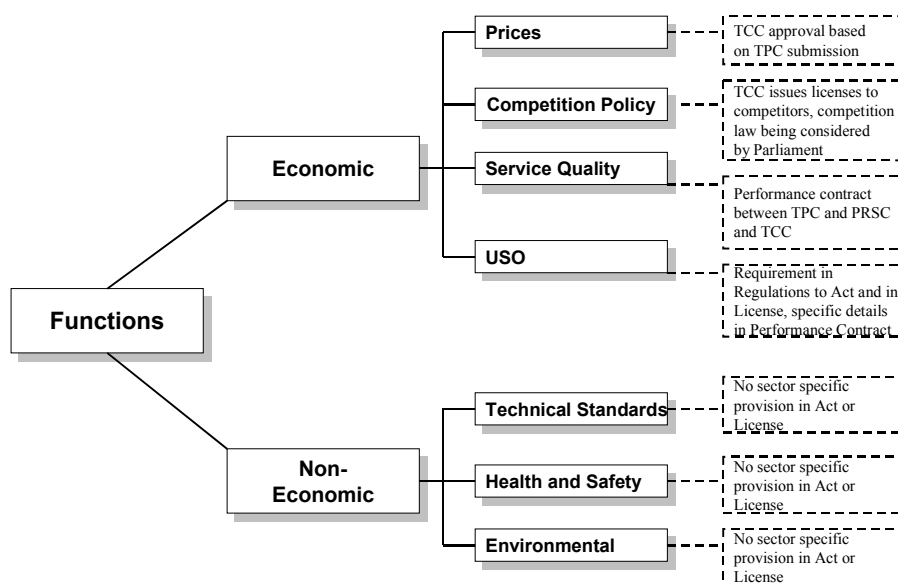 Functions
Economic
Prices
TCC approval based
on TPC submission
Competition Policy
TCC issues licenses to
competitors, competition
law being considered
by Parliament
Service Quality
Performance contract
between TPC and PRSC
and TCC
USO
Requirement in
Regulations to Act and in
License, specific details
in Performance Contract
Non-
Economic
Technical Standards
No sector specific
provision in Act or
License
Health and Safety
No sector specific
provision in Act or
License
Environmental
No sector specific
provision in Act or
License